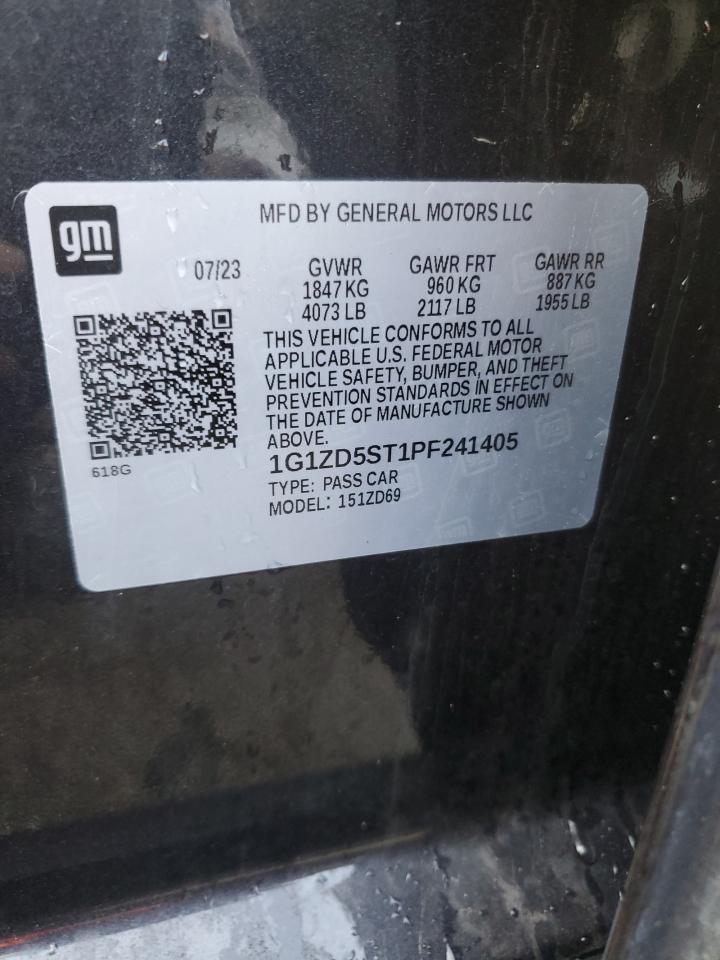 gm
MFD BY GENERAL MOTORS LLC
07/23
GVWR
1847 KG
4073 LB
GAWR FRT
960 KG
2117 LB
GAWR RR
887 KG
1955 LB
THIS VEHICLE CONFORMS TO ALL
APPLICABLE U.S. FEDERAL MOTOR
VEHICLE SAFETY, BUMPER, AND THEFT
PREVENTION STANDARDS IN EFFECT ON
THE DATE OF MANUFACTURE SHOWN
ABOVE.
618G
1G1ZD5ST1PF241405
TYPE: PASS CAR
MODEL: 151ZD69